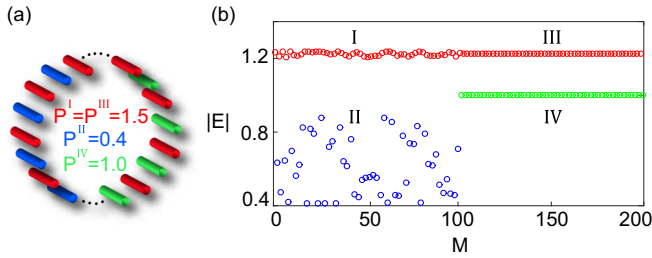 (a)
P^I=P^III=1.5
P^II=0.4
P^IV=1.0
(b)
|E|
1.2
0.8
0.4
I
III
II
IV
0
50
100
150
200
M